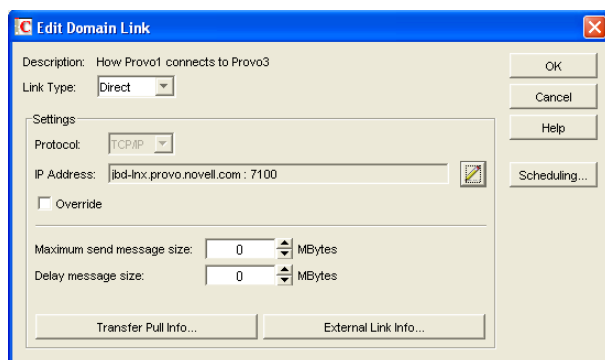 Edit Domain Link
Description: How Provo1 connects to Provo3
Link Type: Direct
OK
Cancel
Help
Scheduling...
Settings
Protocol: TCP/IP
IP Address: jbd-lnx.provo.novell.com : 7100
Override
Maximum send message size: 0 MBytes
Delay message size: 0 MBytes
Transfer Pull Info... External Link Info...